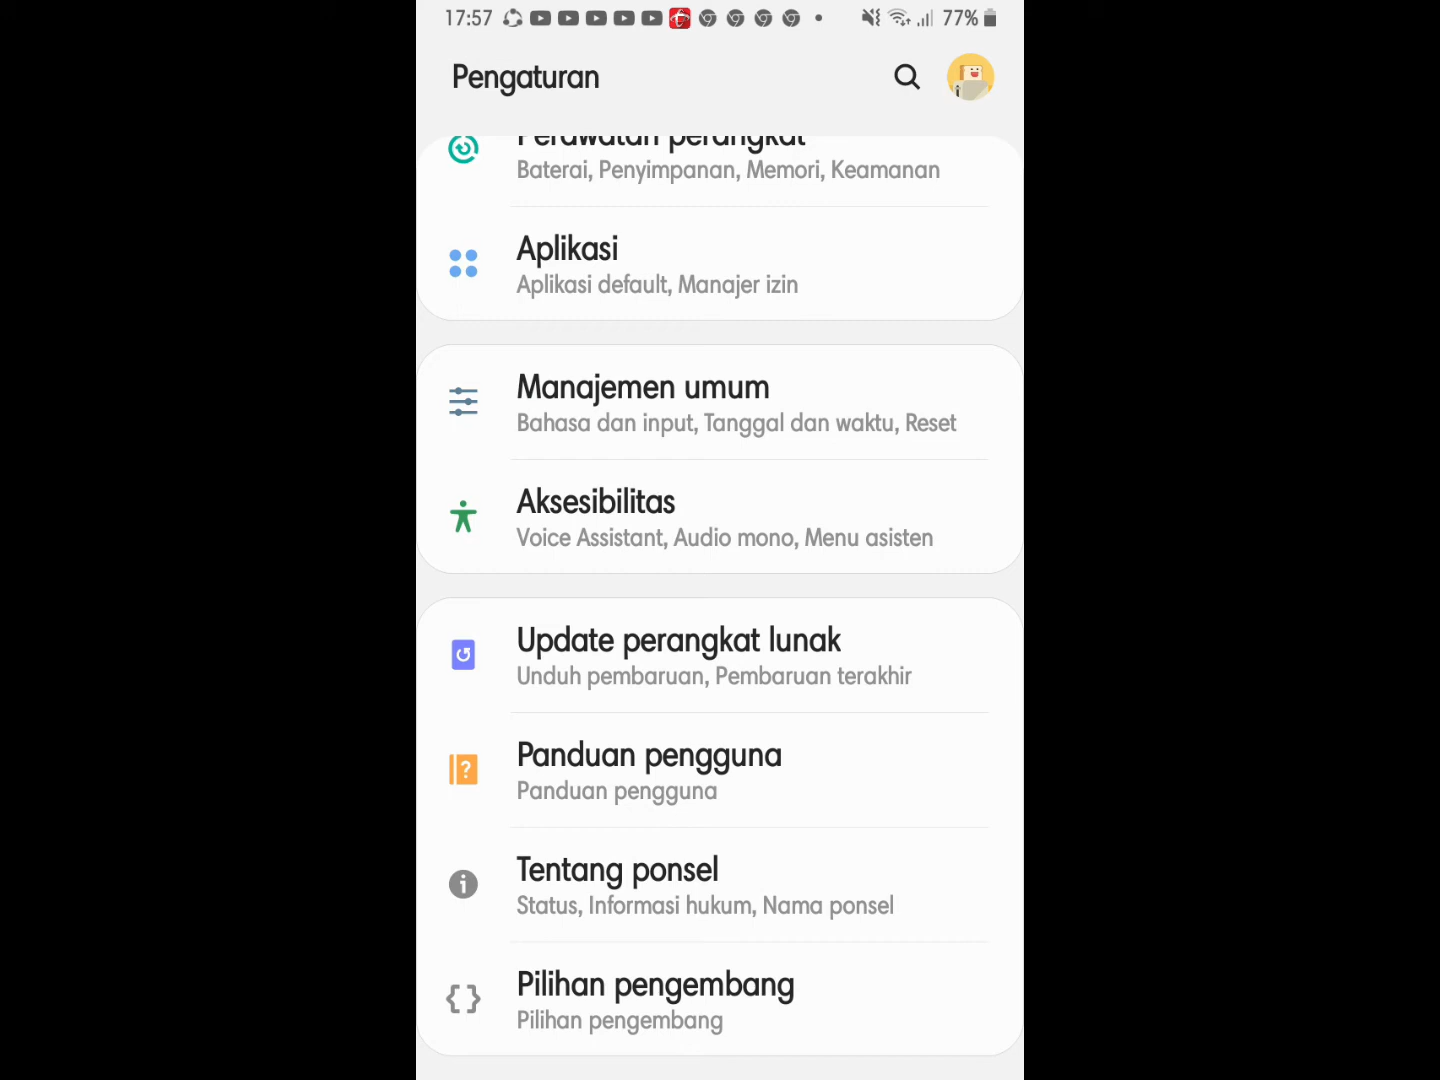 17:57 77%
Pengaturan
Perawatan perangkat
Baterai, Penyimpanan, Memori, Keamanan
Aplikasi
Aplikasi default, Manajer izin
Manajemen umum
Bahasa dan input, Tanggal dan waktu, Reset
Aksesibilitas
Voice Assistant, Audio mono, Menu asisten
Update perangkat lunak
Unduh pembaruan, Pembaruan terakhir
Panduan pengguna
Panduan pengguna
Tentang ponsel
Status, Informasi hukum, Nama ponsel
Pilihan pengembang
Pilihan pengembang